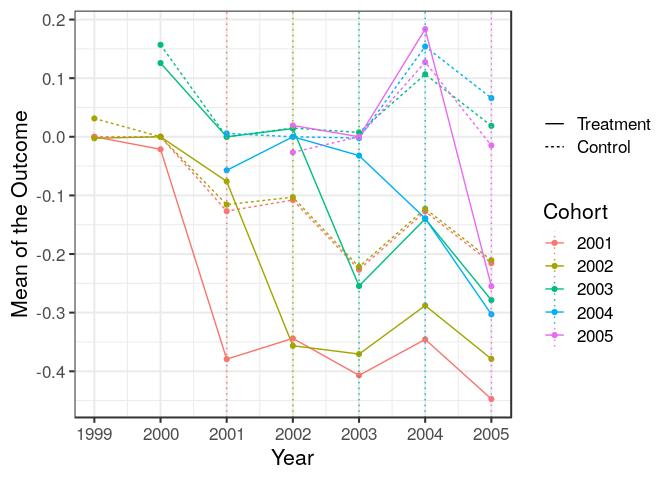 0.2
0.1
0.0
-0.1
-0.2
-0.3
-0.4
Mean of the Outcome
1999 2000 2001 2002 2003 2004 2005
Year
Treatment
Control
Cohort
2001
2002
2003
2004
2005